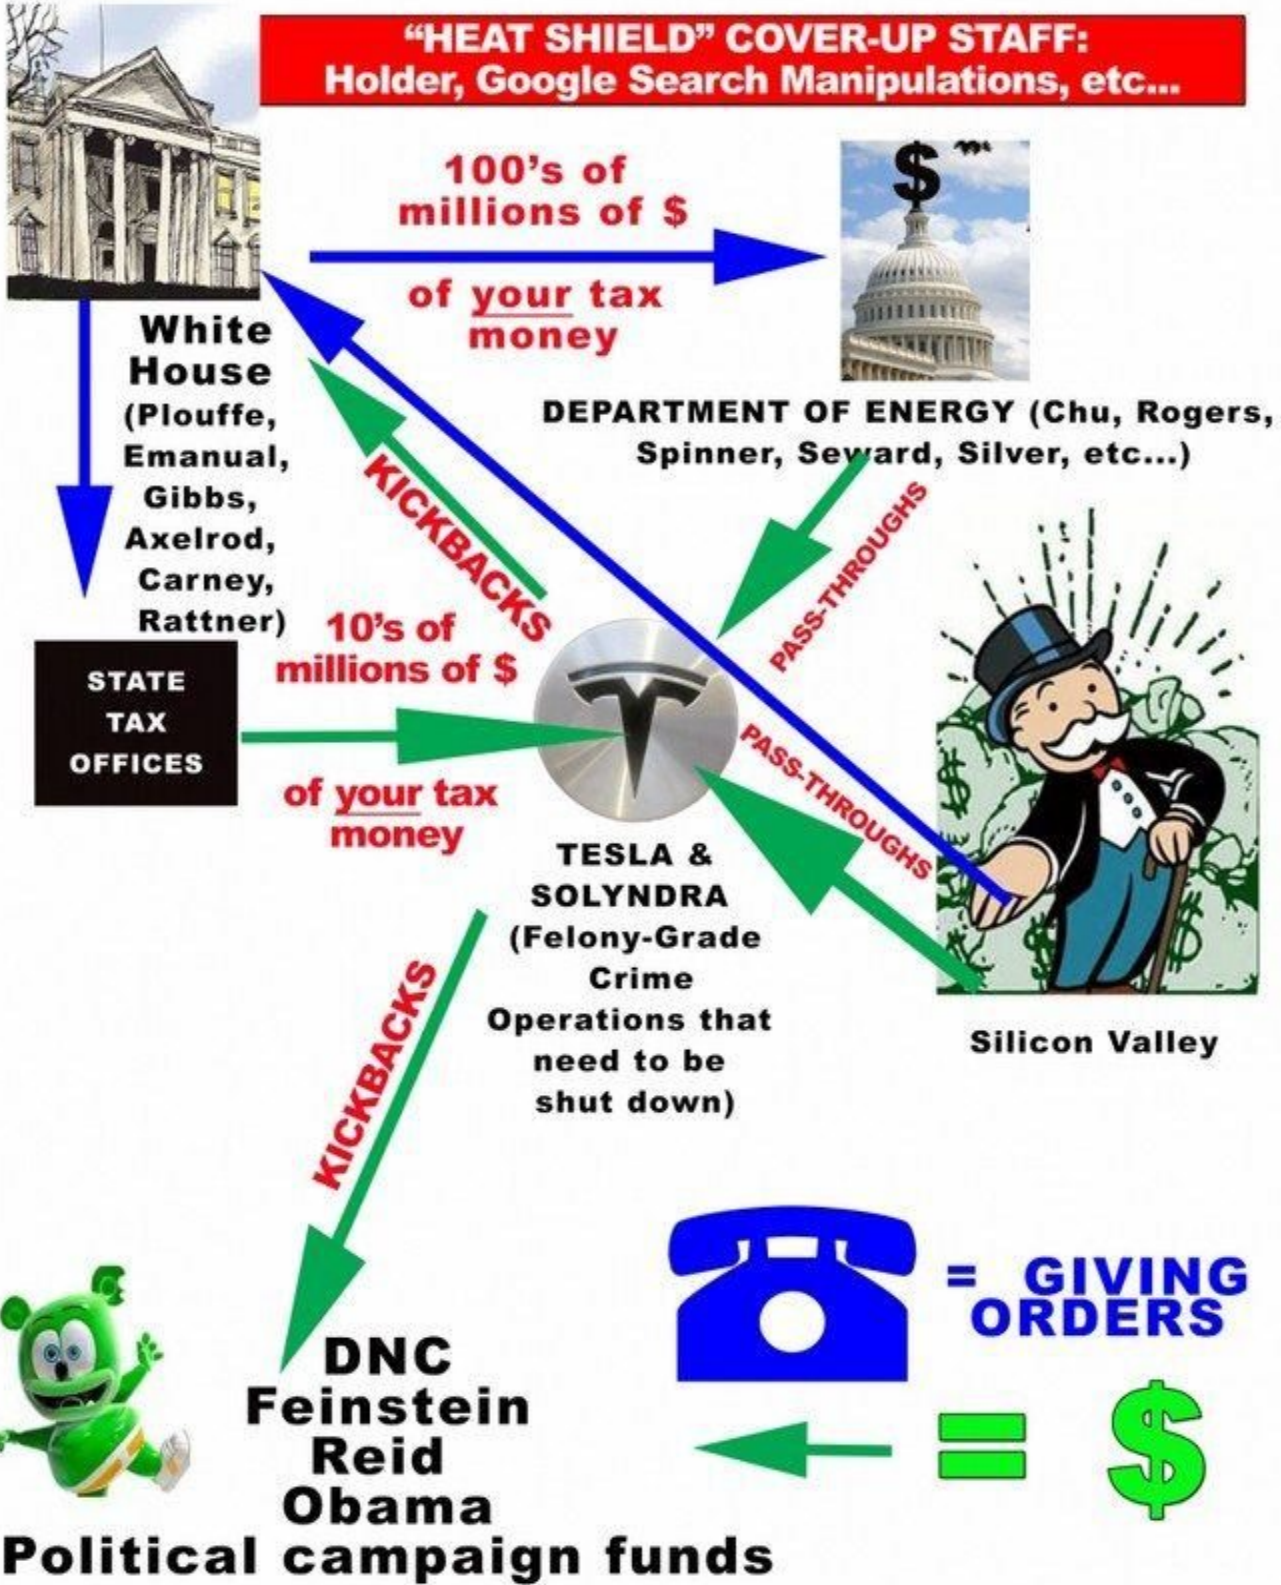 “HEAT SHIELD” COVER-UP STAFF:
Holder, Google Search Manipulations, etc...
100’s of
millions of $
of your tax
money
White
House
(Plouffe,
Emanual,
Gibbs,
Axelrod,
Carney,
Rattner)
DEPARTMENT OF ENERGY (Chu, Rogers,
Spinner, Seward, Silver, etc...)
KICKBACKS
PASS-THROUGHS
STATE
TAX
OFFICES
10’s of
millions of $
of your tax
money
PASS-THROUGHS
TESLA &
SOLYNDRA
(Felony-Grade
Crime
Operations that
need to be
shut down)
Silicon Valley
KICKBACKS
DNC
Feinstein
Reid
Obama
Political campaign funds
= GIVING
ORDERS
= $